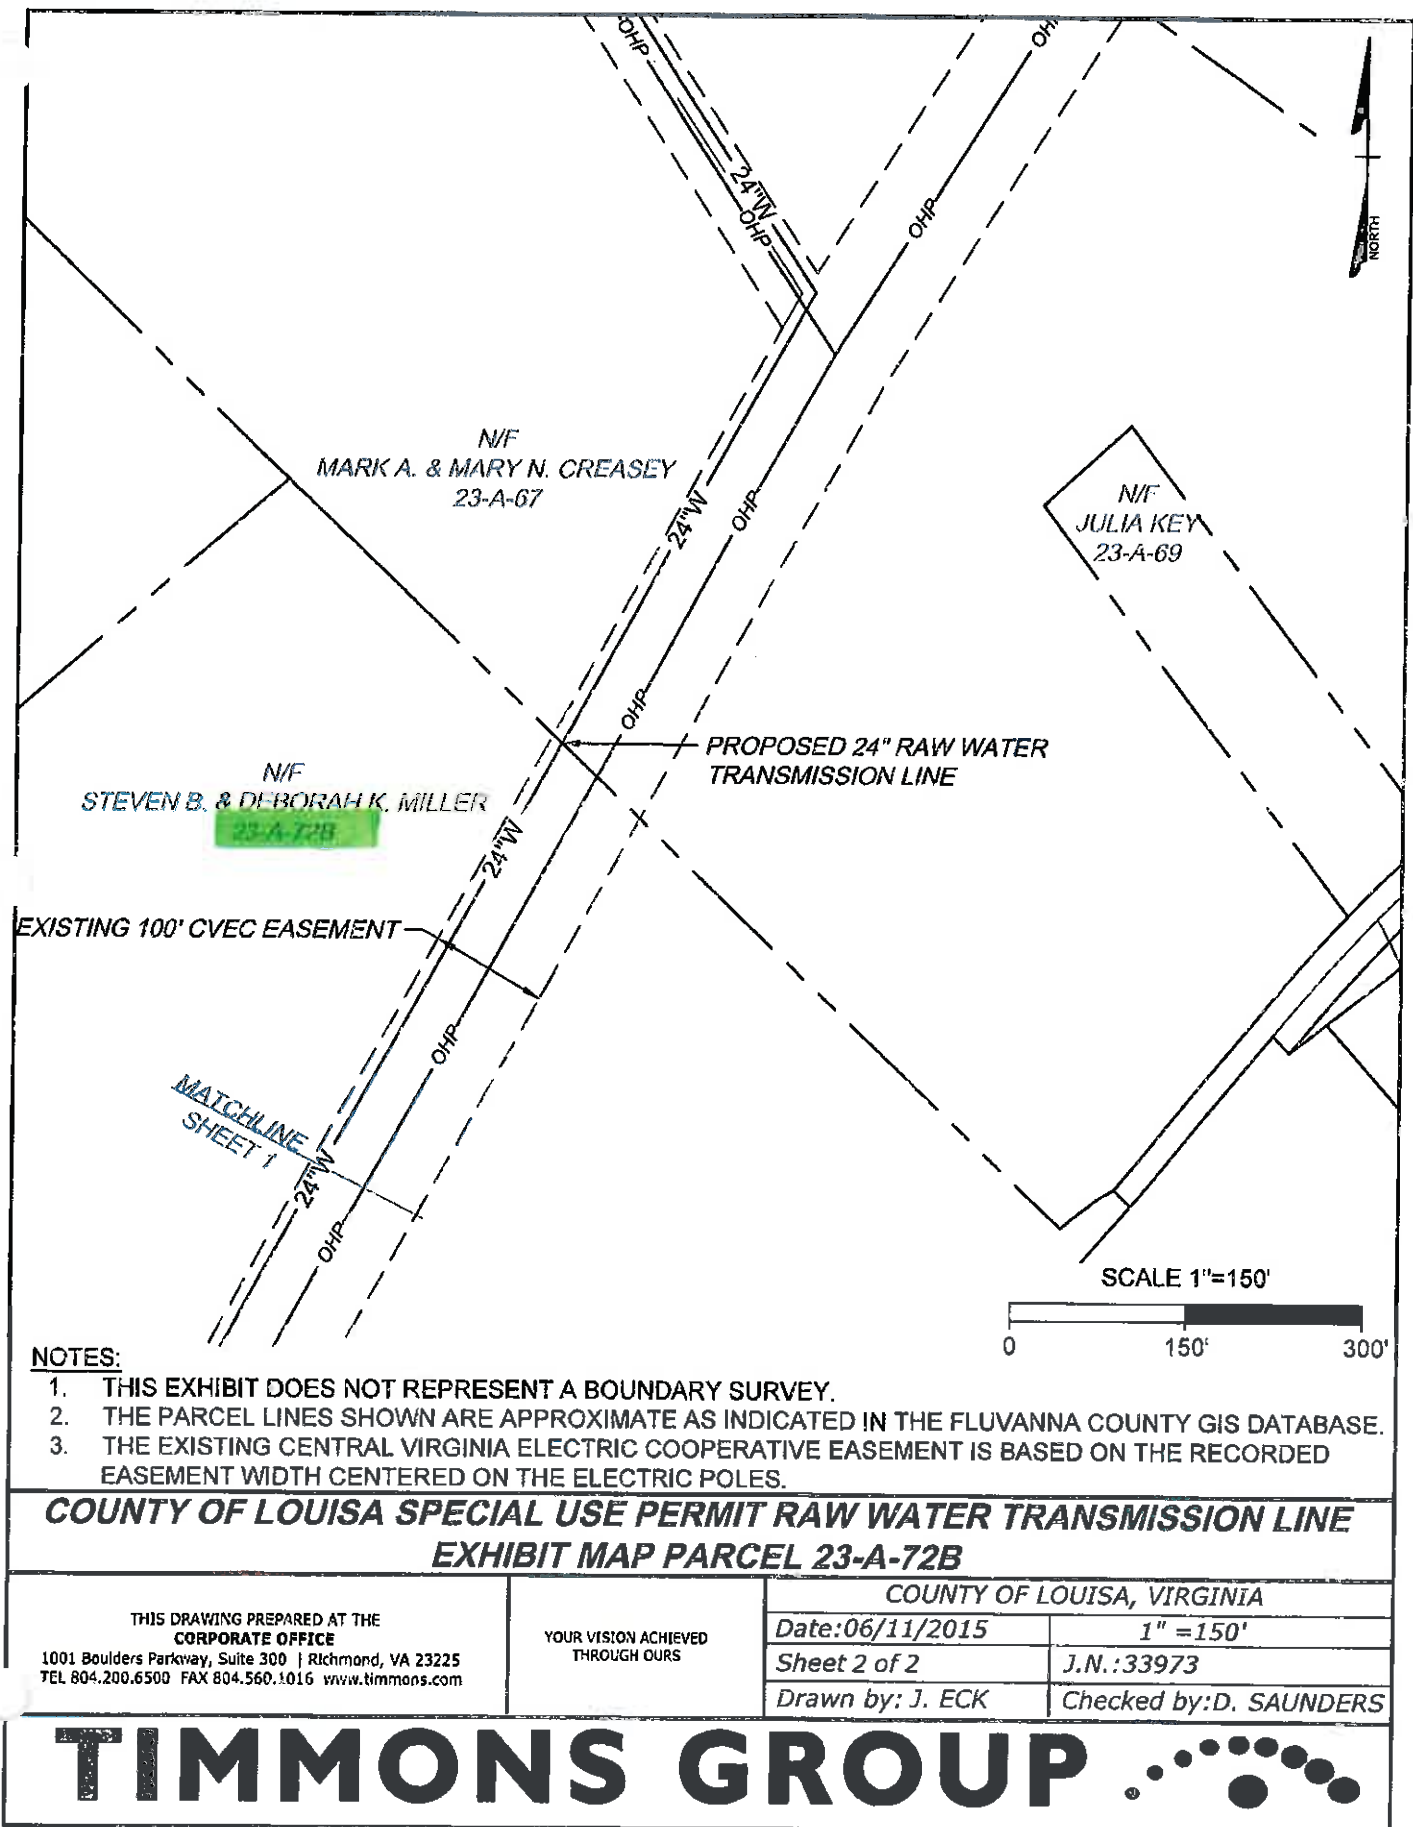 OHP
OHP
24"W
OHP
OHP
NORTH
N/F
MARK A. & MARY N. CREASEY
23-A-67
24"W
OHP
N/F
JULIA KEY
23-A-69
OHP
PROPOSED 24" RAW WATER
TRANSMISSION LINE
N/F
STEVEN B. & DEBORAH K. MILLER
23-A-72B
24"W
EXISTING 100' CVEC EASEMENT
OHP
MATCHLINE
SHEET 1
24"W
OHP
SCALE 1"=150'
0 150' 300'
NOTES:
1. THIS EXHIBIT DOES NOT REPRESENT A BOUNDARY SURVEY.
2. THE PARCEL LINES SHOWN ARE APPROXIMATE AS INDICATED IN THE FLUVANNA COUNTY GIS DATABASE.
3. THE EXISTING CENTRAL VIRGINIA ELECTRIC COOPERATIVE EASEMENT IS BASED ON THE RECORDED
EASEMENT WIDTH CENTERED ON THE ELECTRIC POLES.
COUNTY OF LOUISA SPECIAL USE PERMIT RAW WATER TRANSMISSION LINE
EXHIBIT MAP PARCEL 23-A-72B
THIS DRAWING PREPARED AT THE
CORPORATE OFFICE
1001 Boulders Parkway, Suite 300 | Richmond, VA 23225
TEL 804.200.6500 FAX 804.560.1016 www.timmons.com
YOUR VISION ACHIEVED
THROUGH OURS
COUNTY OF LOUISA, VIRGINIA
Date:06/11/2015 1" =150'
Sheet 2 of 2 J.N.:33973
Drawn by: J. ECK Checked by:D. SAUNDERS
TIMMONS GROUP